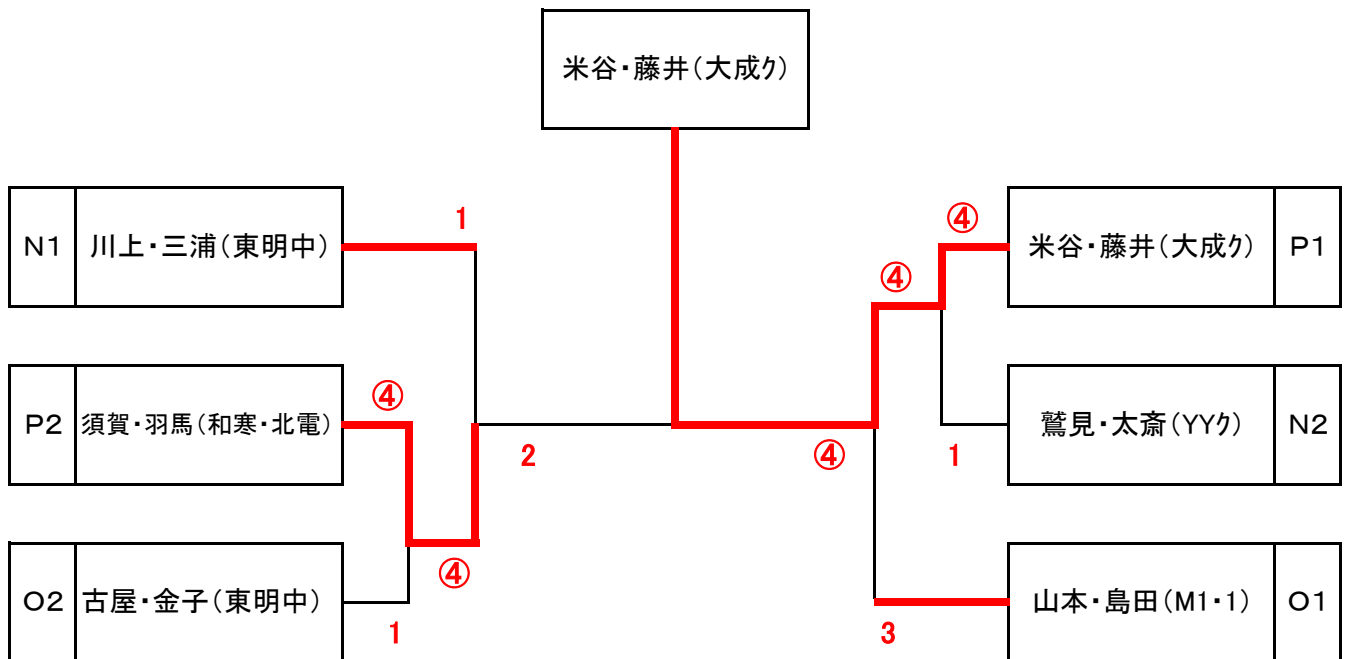 米谷・藤井(大成ｸ)
1
④
N1 川上・三浦(東明中)
米谷・藤井(大成ｸ) P1
④
④
P2 須賀・羽馬(和寒・北電)
鷲見・太斎(YYｸ) N2
2
④
1
④
O2 古屋・金子(東明中)
山本・島田(M1・1) O1
1
3